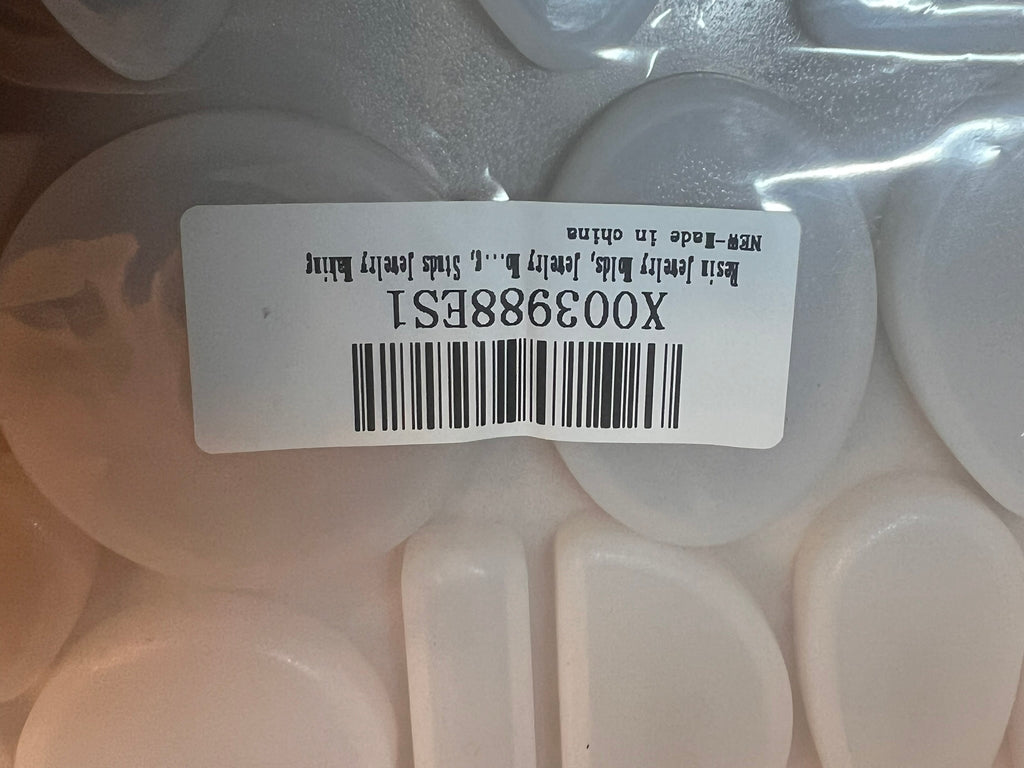 X003988ES1
Resin Jewelry Molds, Jewelry M...g, Studs Jewelry Making
NEW-Made in china